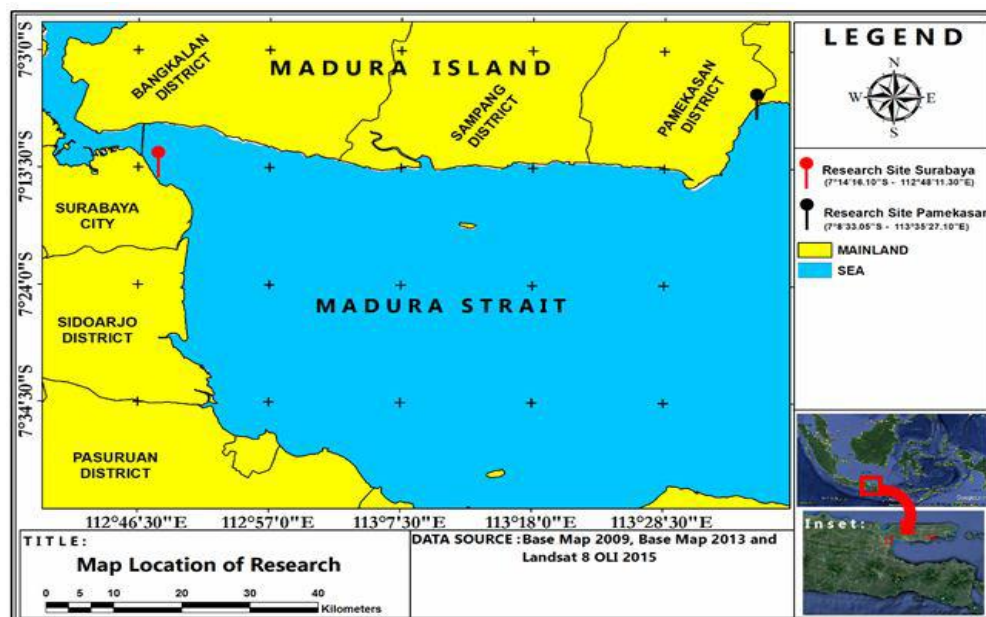 7°3'0"S
7°13'30"S
7°24'0"S
7°34'30"S
BANGKALAN
DISTRICT
MADURA ISLAND
SAMPANG
DISTRICT
PAMEKASAN
DISTRICT
SURABAYA
CITY
SIDOARJO
DISTRICT
MADURA STRAIT
PASURUAN
DISTRICT
112°46'30"E 112°57'0"E 113°7'30"E 113°18'0"E 113°28'30"E
LEGEND
N
W E
S
Research Site Surabaya
(7°14'16.10"S - 112°48'11.30"E)
Research Site Pamekasan
(7°8'33.05"S - 113°35'27.10"E)
MAINLAND
SEA
Inset:
TITLE:
Map Location of Research
0 5 10 20 30 40
Kilometers
DATA SOURCE :Base Map 2009, Base Map 2013 and
Landsat 8 OLI 2015